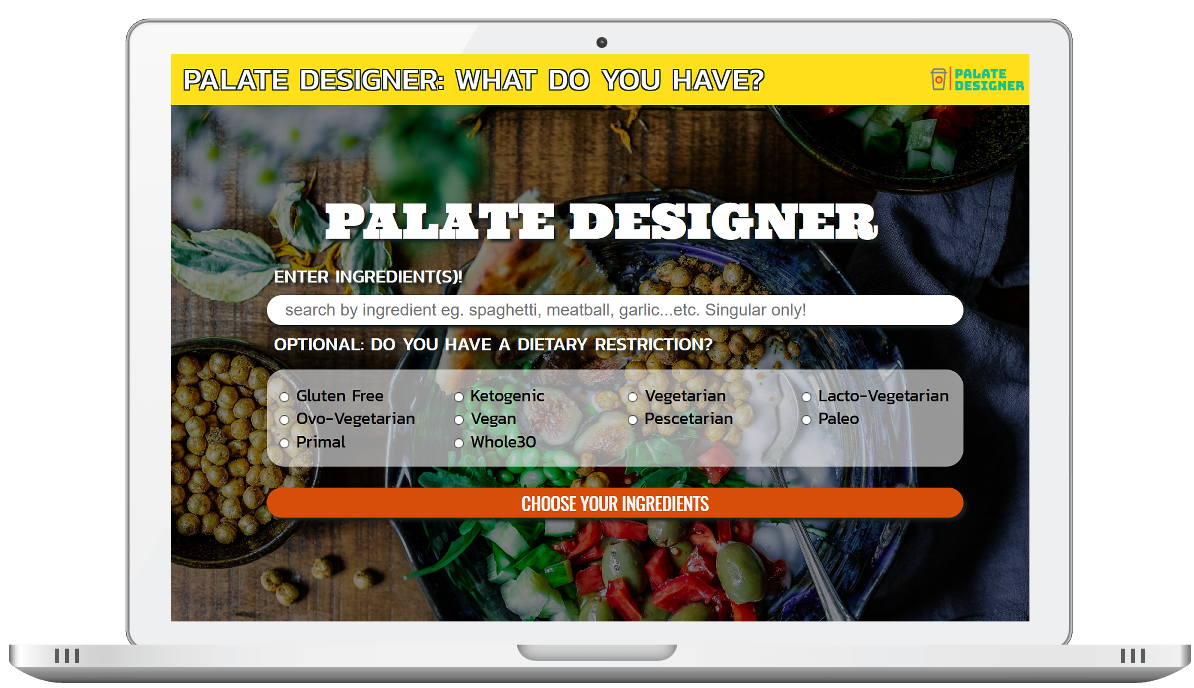 PALATE DESIGNER: WHAT DO YOU HAVE?
PALATE
DESIGNER
PALATE DESIGNER
ENTER INGREDIENT(S)!
search by ingredient eg. spaghetti, meatball, garlic...etc. Singular only!
OPTIONAL: DO YOU HAVE A DIETARY RESTRICTION?
Gluten Free Ketogenic Vegetarian Lacto-Vegetarian
Ovo-Vegetarian Vegan Pescetarian Paleo
Primal Whole30
CHOOSE YOUR INGREDIENTS